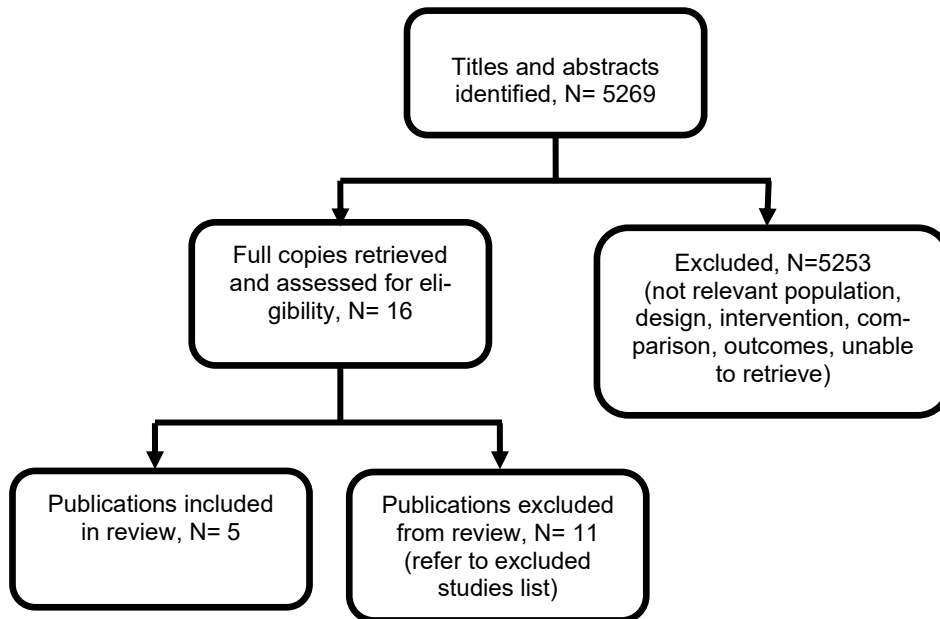 Titles and abstracts
identified, N= 5269
Full copies retrieved
and assessed for eli-
gibility, N= 16
Excluded, N=5253
(not relevant population,
design, intervention, com-
parison, outcomes, unable
to retrieve)
Publications included
in review, N= 5
Publications excluded
from review, N= 11
(refer to excluded
studies list)